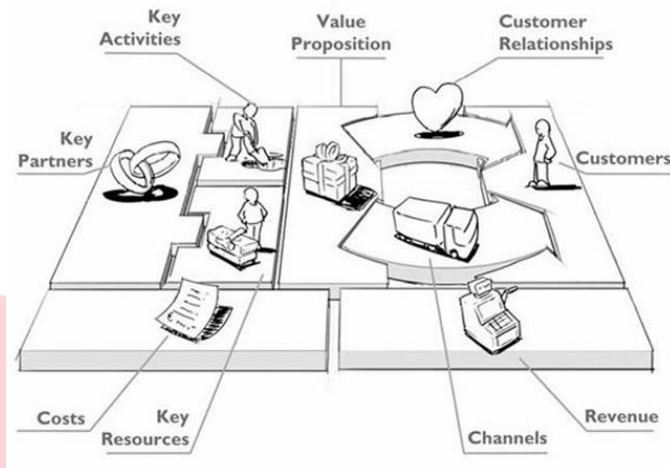 Key
Activities
Value
Proposition
Customer
Relationships
Key
Partners
Customers
Costs
Key
Resources
Channels
Revenue